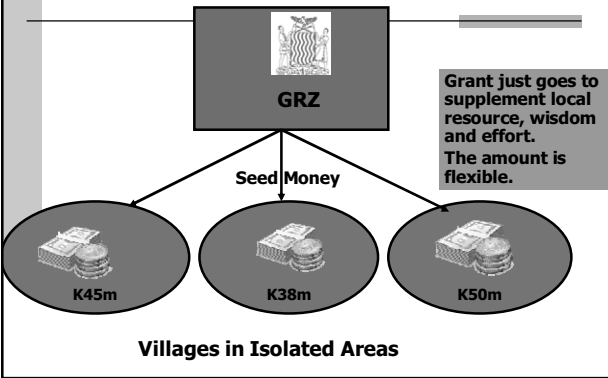 GRZ
Grant just goes to
supplement local
resource, wisdom
and effort.
The amount is
flexible.
Seed Money
K45m
K38m
K50m
Villages in Isolated Areas